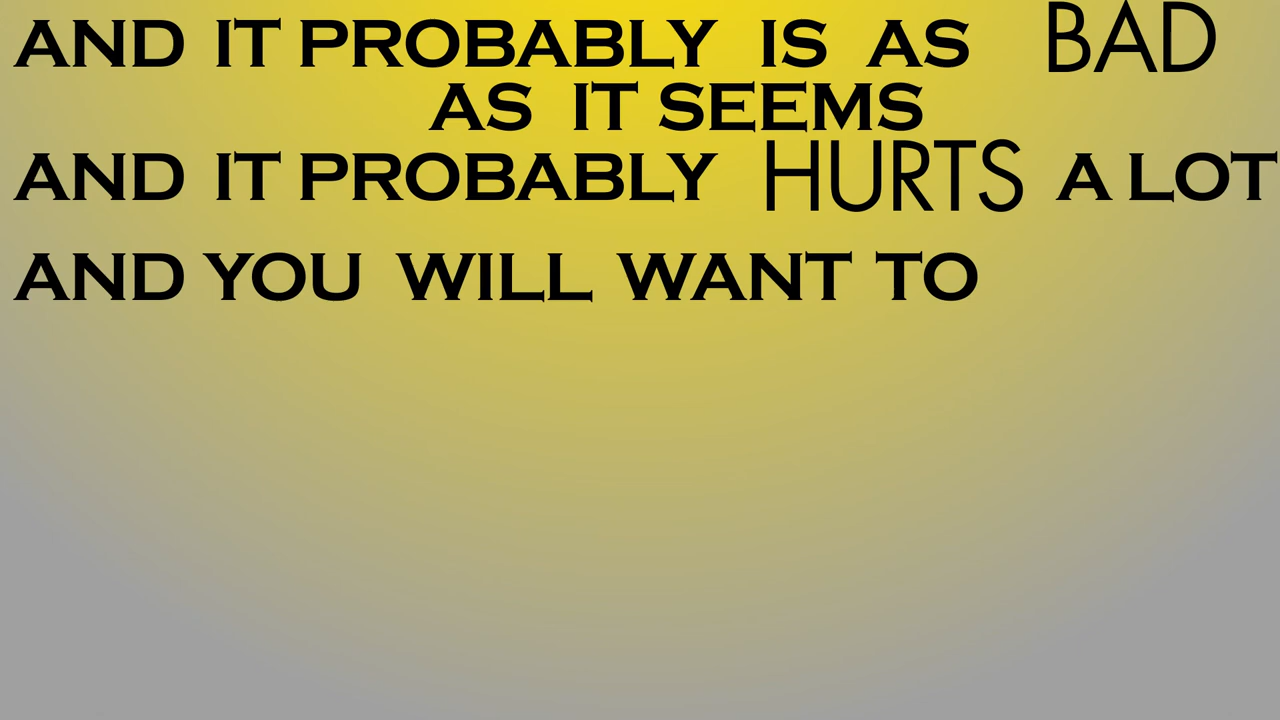 AND IT PROBABLY IS AS BAD
AS IT SEEMS
AND IT PROBABLY HURTS A LOT
AND YOU WILL WANT TO